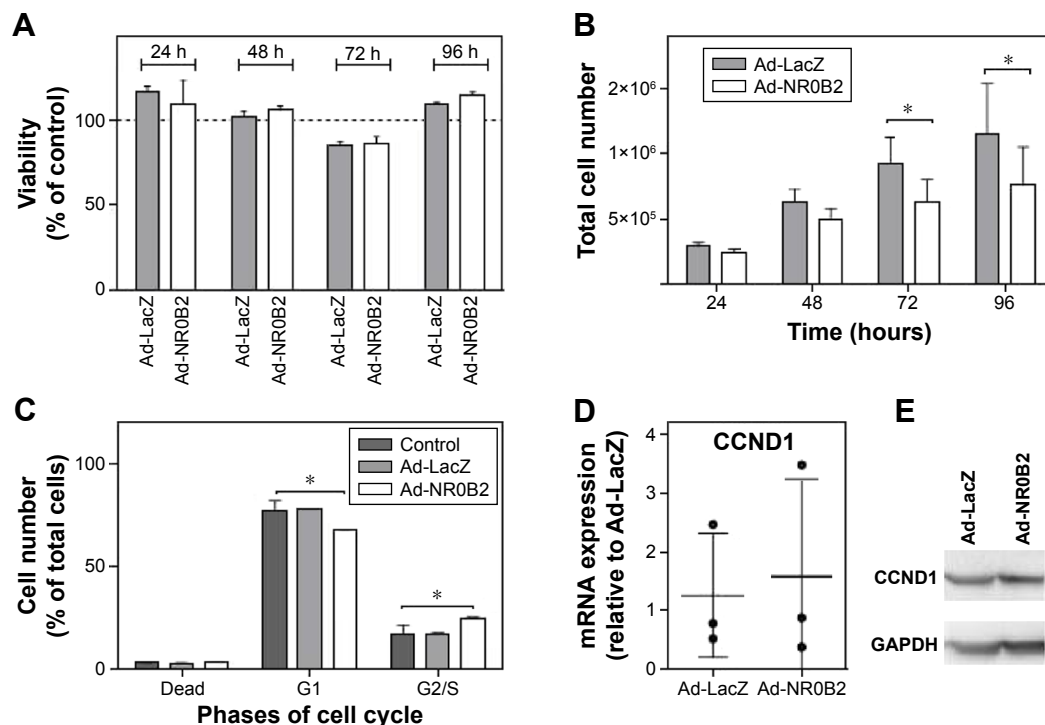 A
24 h 48 h 72 h 96 h
Viability
(% of control)
100
50
0
Ad-LacZ
Ad-NR0B2
Ad-LacZ
Ad-NR0B2
Ad-LacZ
Ad-NR0B2
Ad-LacZ
Ad-NR0B2
B
Ad-LacZ
Ad-NR0B2
*
*
Total cell number
2×10⁶
1×10⁶
5×10⁵
24 48 72 96
Time (hours)
C
Control
Ad-LacZ
Ad-NR0B2
*
*
Cell number
(% of total cells)
100
50
0
Dead G1 G2/S
Phases of cell cycle
D
CCND1
mRNA expression
(relative to Ad-LacZ)
4
3
2
1
0
Ad-LacZ Ad-NR0B2
E
Ad-LacZ
Ad-NR0B2
CCND1
GAPDH